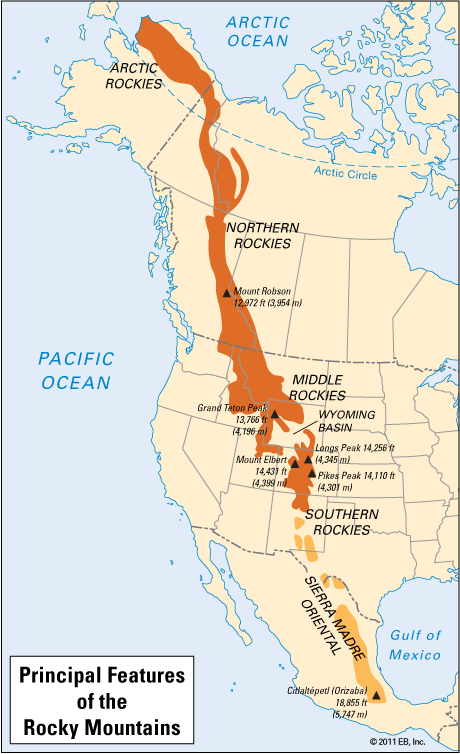 ARCTIC
OCEAN
ARCTIC
ROCKIES
Arctic Circle
NORTHERN
ROCKIES
Mount Robson
12,972 ft (3,954 m)
PACIFIC
OCEAN
MIDDLE
ROCKIES
Grand Teton Peak
13,766 ft
(4,196 m)
WYOMING
BASIN
Longs Peak 14,256 ft
(4,345 m)
Mount Elbert
14,431 ft
(4,399 m)
Pikes Peak 14,110 ft
(4,301 m)
SOUTHERN
ROCKIES
SIERRA MADRE
ORIENTAL
Gulf of
Mexico
Citlaltépetl (Orizaba)
18,855 ft
(5,747 m)
Principal Features
of the
Rocky Mountains
© 2011 EB, Inc.